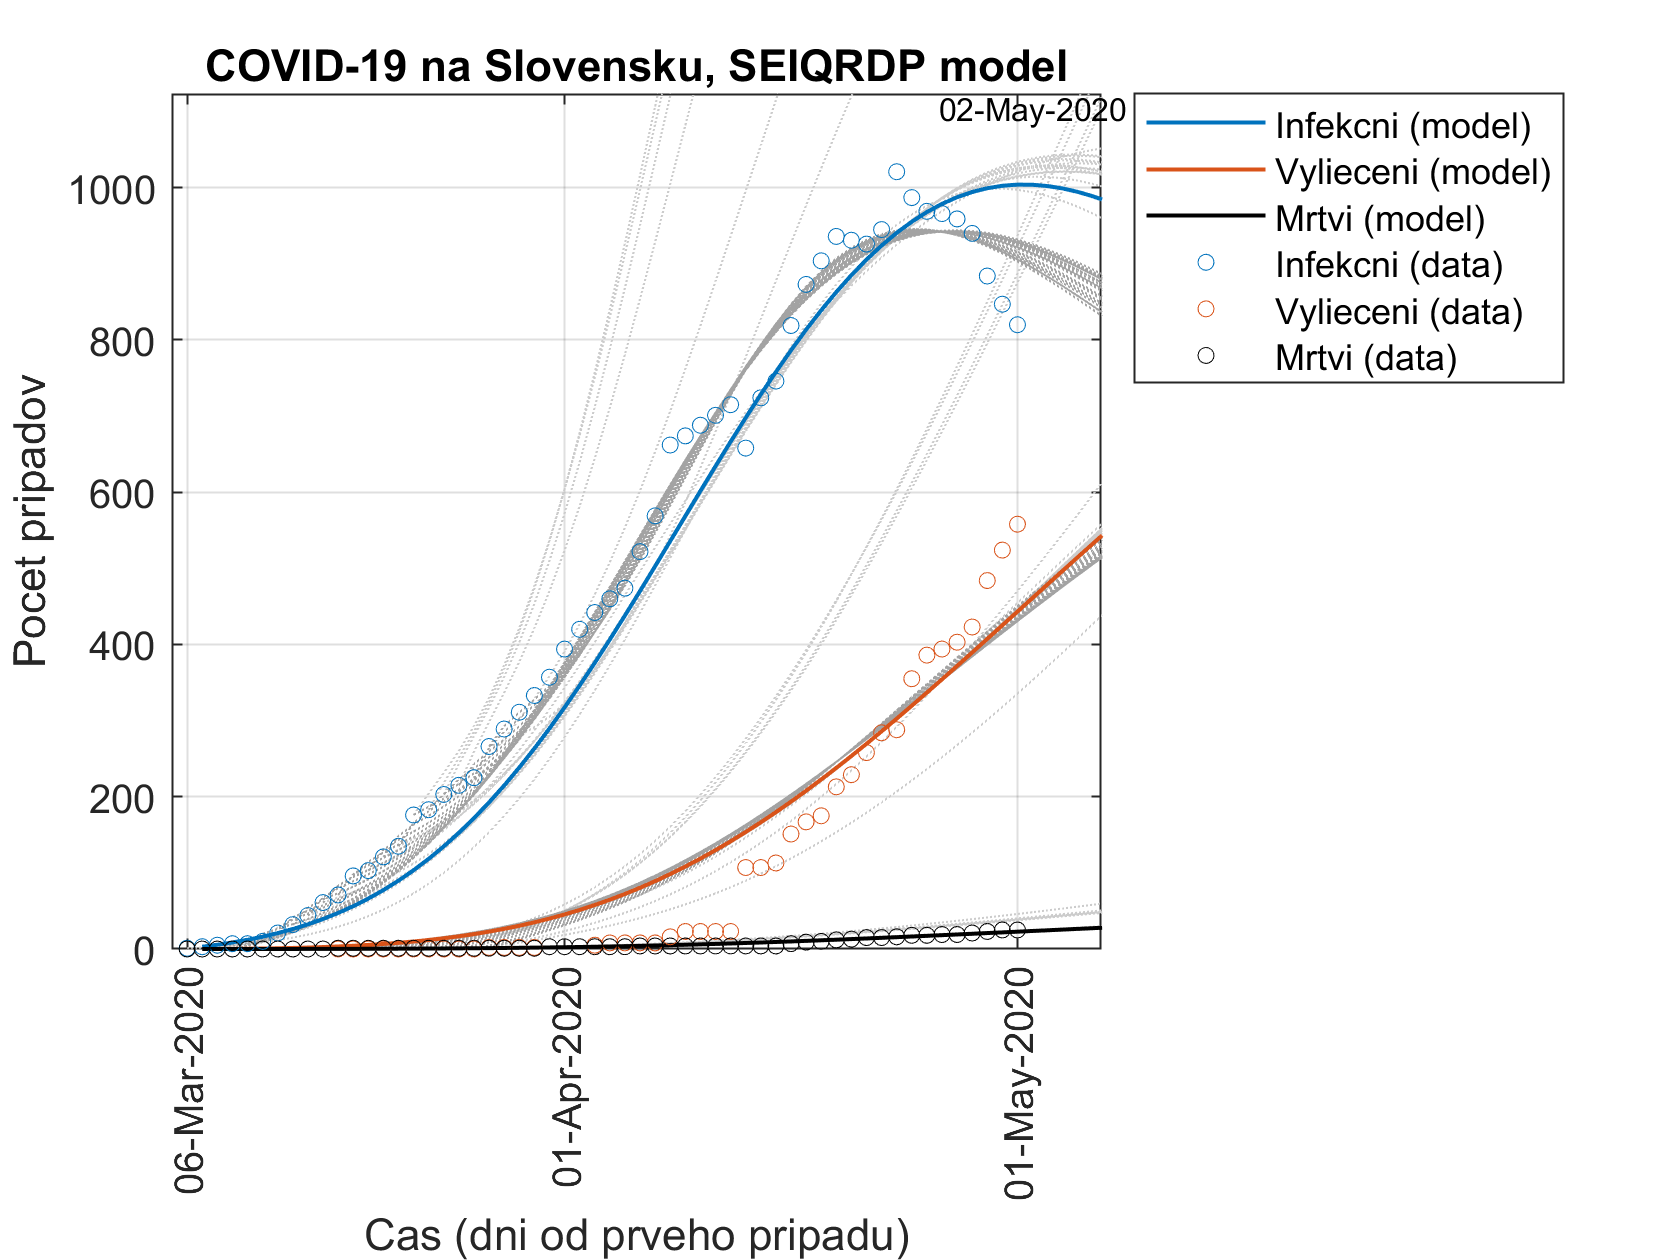 COVID-19 na Slovensku, SEIQRDP model
02-May-2020
Infekcni (model)
Vylieceni (model)
Mrtvi (model)
Infekcni (data)
Vylieceni (data)
Mrtvi (data)
Pocet pripadov
1000
800
600
400
200
0
06-Mar-2020
01-Apr-2020
01-May-2020
Cas (dni od prveho pripadu)